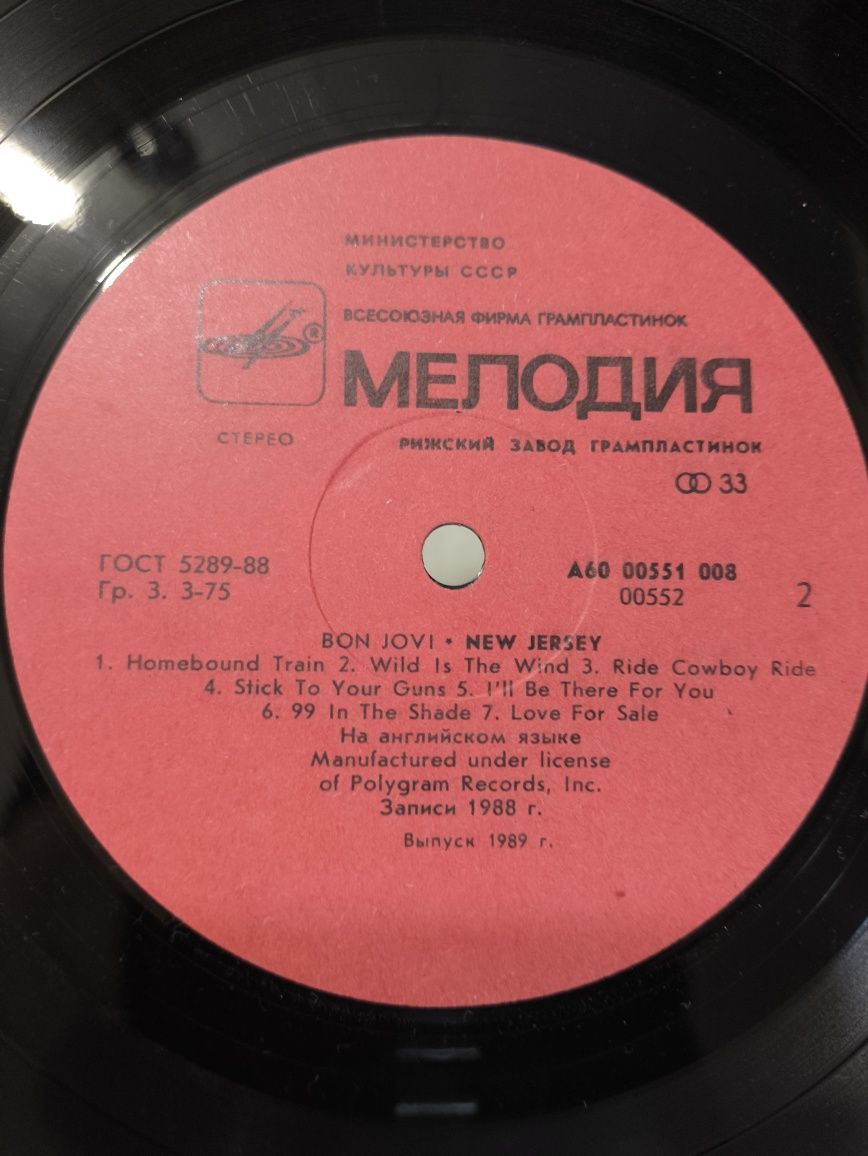 МИНИСТЕРСТВО
КУЛЬТУРЫ СССР
ВСЕСОЮЗНАЯ ФИРМА ГРАМПЛАСТИНОК
®
МЕЛОДИЯ
СТЕРЕО
РИЖСКИЙ ЗАВОД ГРАМПЛАСТИНОК
33
ГОСТ 5289-88
Гр. 3. 3-75
А60 00551 008
00552
2
BON JOVI • NEW JERSEY
1. Homebound Train 2. Wild Is The Wind 3. Ride Cowboy Ride
4. Stick To Your Guns 5. I'll Be There For You
6. 99 In The Shade 7. Love For Sale
На английском языке
Manufactured under license
of Polygram Records, Inc.
Записи 1988 г.
Выпуск 1989 г.